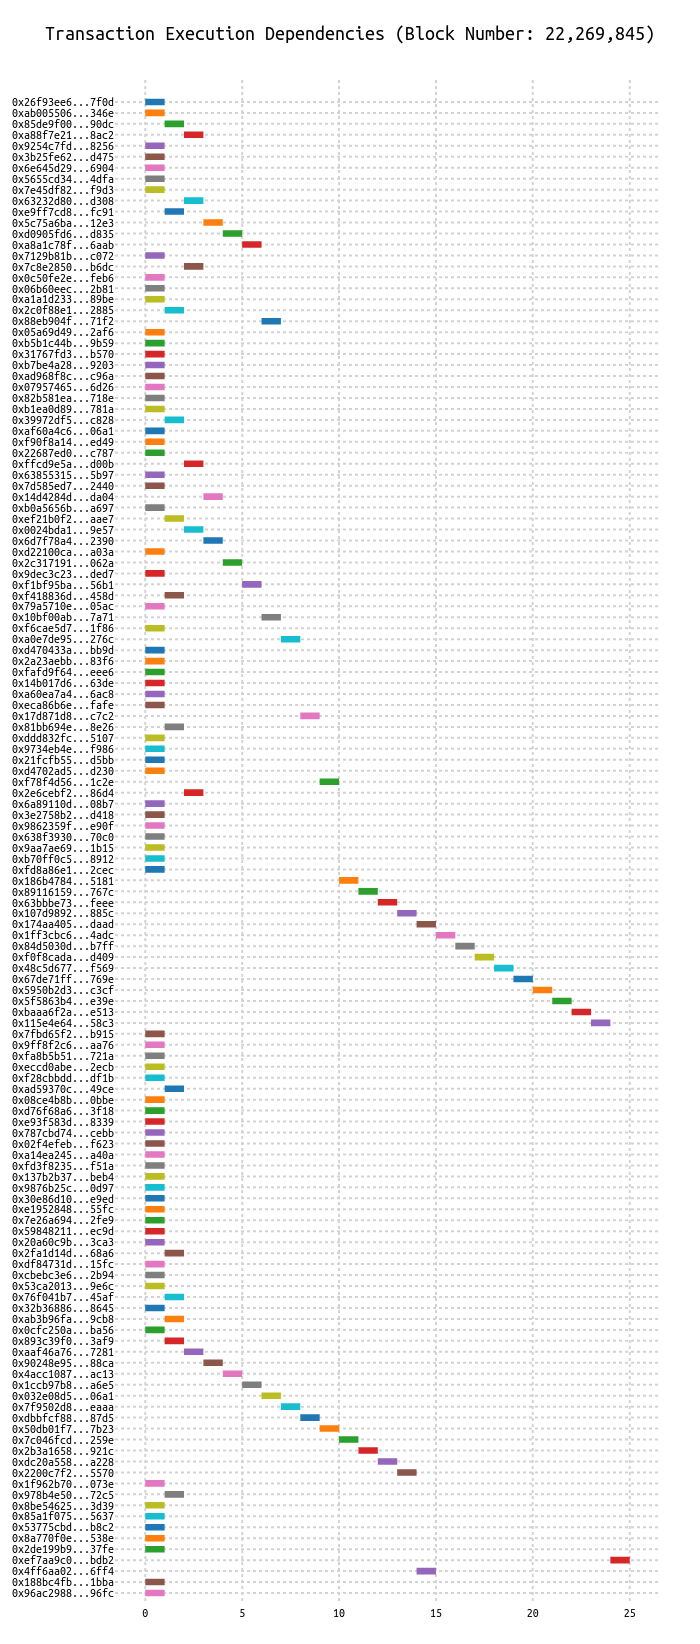 Transaction Execution Dependencies (Block Number: 22,269,845)
0x26f93ee6...7f0d
0xab005506...346e
0x85de9f00...90dc
0xa88f7e21...8ac2
0x9254c7fd...8256
0x3b25fe62...d475
0x6e645d29...6904
0x5655cd34...4dfa
0x7e45df82...f9d3
0x63232d80...d308
0xe9ff7cd8...fc91
0x5c75a6ba...12e3
0xd0905fd6...d835
0xa8a1c78f...6aab
0x7129b81b...c072
0x7c8e2850...b6dc
0x0c50fe2e...feb6
0x06b60eec...2b81
0xa1a1d233...89be
0x2c0f88e1...2885
0x88eb904f...71f2
0x05a69d49...2af6
0xb5b1c44b...9b59
0x31767fd3...b570
0xb7be4a28...9203
0xad968f8c...c96a
0x07957465...6d26
0x82b581ea...718e
0xb1ea0d89...781a
0x39972df5...c828
0xaf60a4c6...06a1
0xf90f8a14...ed49
0x22687ed0...c787
0xffcd9e5a...d00b
0x63855315...5b97
0x7d585ed7...2440
0x14d4284d...da04
0xb0a5656b...a697
0xef21b0f2...aae7
0x0024bda1...9e57
0x6d7f78a4...2390
0xd22100ca...a03a
0x2c317191...062a
0x9dec3c23...ded7
0xf1bf95ba...56b1
0xf418836d...458d
0x79a5710e...05ac
0x10bf00ab...7a71
0xf6cae5d7...1f86
0xa0e7de95...276c
0xd470433a...bb9d
0x2a23aebb...83f6
0xfafd9f64...eee6
0x14b017d6...63de
0xa60ea7a4...6ac8
0xeca86b6e...fafe
0x17d871d8...c7c2
0x81bb694e...8e26
0xddd832fc...5107
0x9734eb4e...f986
0x21fcfb55...d5bb
0xd4702ad5...d230
0xf78f4d56...1c2e
0x2e6cebf2...86d4
0x6a89110d...08b7
0x3e2758b2...d418
0x9862359f...e90f
0x638f3930...70c0
0x9aa7ae69...1b15
0xb70ff0c5...8912
0xfd8a86e1...2cec
0x186b4784...5181
0x89116159...767c
0x63bbbe73...feee
0x107d9892...885c
0x174aa405...daad
0x1ff3cbc6...4adc
0x84d5030d...b7ff
0xf0f8cada...d409
0x48c5d677...f569
0x67de71ff...769e
0x5950b2d3...c3cf
0x5f5863b4...e39e
0xbaaa6f2a...e513
0x115e4e64...58c3
0x7fbd65f2...b915
0x9ff8f2c6...aa76
0xfa8b5b51...721a
0xeccd0abe...2ecb
0xf28cbbdd...df1b
0xad59370c...49ce
0x08ce4b8b...0bbe
0xd76f68a6...3f18
0xe93f583d...8339
0x787cbd74...cebb
0x02f4efeb...f623
0xa14ea245...a40a
0xfd3f8235...f51a
0x137b2b37...beb4
0x9876b25c...0d97
0x30e86d10...e9ed
0xe1952848...55fc
0x7e26a694...2fe9
0x59848211...ec9d
0x20a60c9b...3ca3
0x2fa1d14d...68a6
0xdf84731d...15fc
0xcbebc3e6...2b94
0x53ca2013...9e6c
0x76f041b7...45af
0x32b36886...8645
0xab3b96fa...9cb8
0x0cfc250a...ba56
0x893c39f0...3af9
0xaaf46a76...7281
0x90248e95...88ca
0x4acc1087...ac13
0x1ccb97b8...a6e5
0x032e08d5...06a1
0x7f9502d8...eaaa
0xdbbfcf88...87d5
0x50db01f7...7b23
0x7c046fcd...259e
0x2b3a1658...921c
0xdc20a558...a228
0x2200c7f2...5570
0x1f962b70...073e
0x978b4e50...72c5
0x8be54625...3d39
0x85a1f075...5637
0x53775cbd...b8c2
0x8a770f0e...538e
0x2de199b9...37fe
0xef7aa9c0...bdb2
0x4ff6aa02...6ff4
0x188bc4fb...1bba
0x96ac2988...96fc
0 5 10 15 20 25